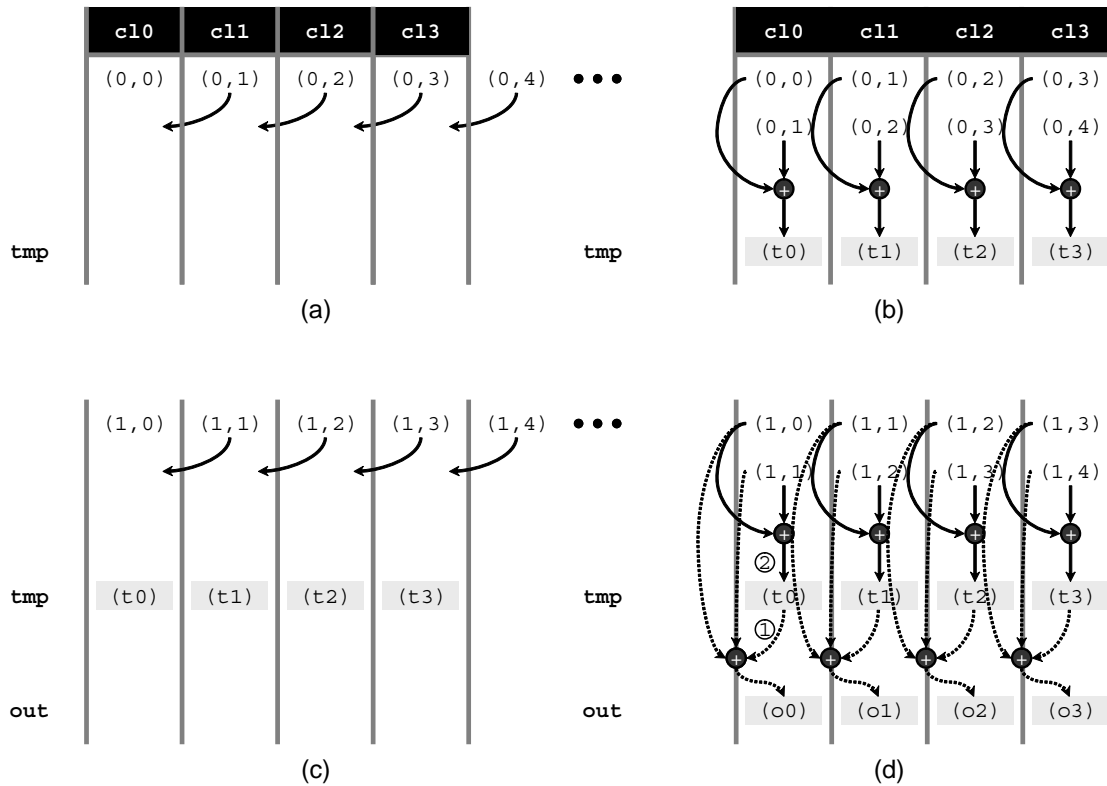 cl0 cl1 cl2 cl3
(0,0) (0,1) (0,2) (0,3) (0,4) •••
tmp
(a)
cl0 cl1 cl2 cl3
(0,0) (0,1) (0,2) (0,3)
(0,1) (0,2) (0,3) (0,4)
+ + + +
tmp (t0) (t1) (t2) (t3)
(b)
(1,0) (1,1) (1,2) (1,3) (1,4) •••
tmp (t0) (t1) (t2) (t3)
out
(c)
(1,0) (1,1) (1,2) (1,3)
(1,1) (1,2) (1,3) (1,4)
+ + + +
②
tmp (t0) (t1) (t2) (t3)
①
+ + + +
out (o0) (o1) (o2) (o3)
(d)